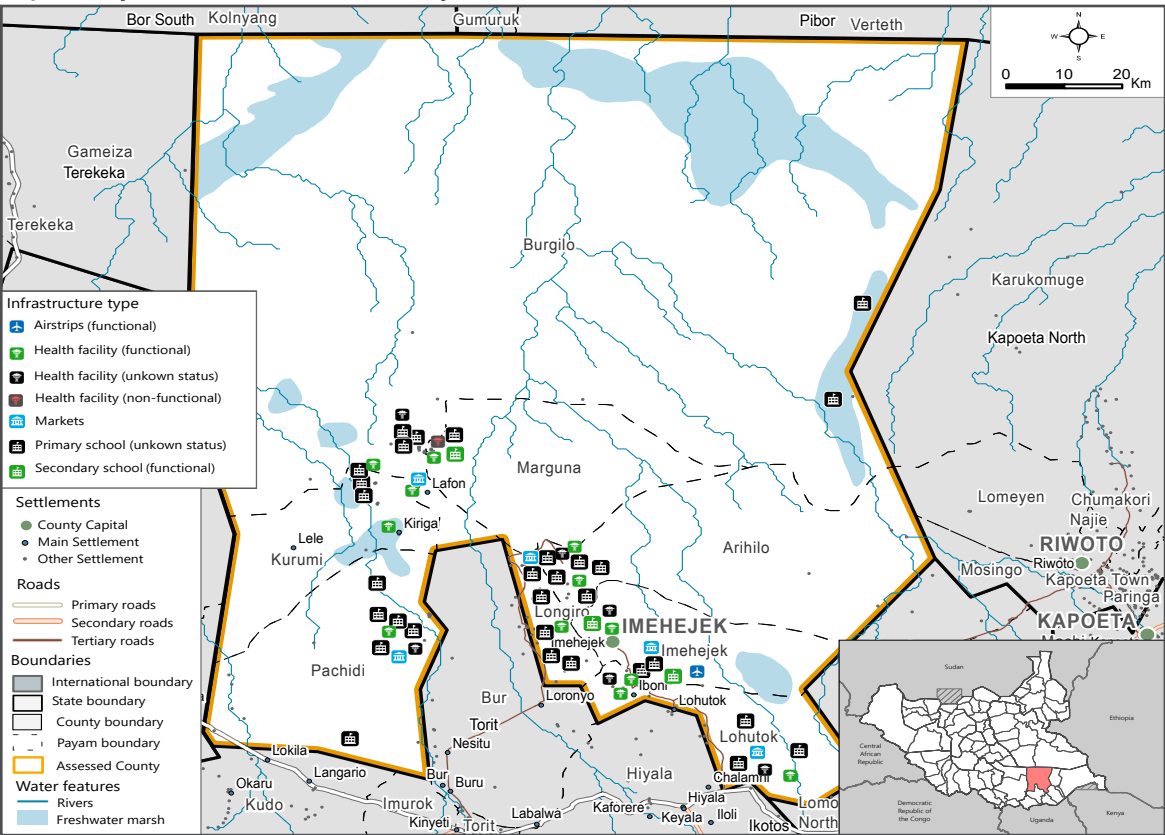 Bor South
Kolnyang
Gumuruk
Pibor
Verteth
N
W
E
S
0
10
20
Km
Gameiza
Terekeka
Terekeka
Burgilo
Karukomuge
Kapoeta North
Infrastructure type
Airstrips (functional)
Health facility (functional)
Health facility (unkown status)
Health facility (non-functional)
Markets
Primary school (unkown status)
Secondary school (functional)
Settlements
County Capital
Main Settlement
Other Settlement
Roads
Primary roads
Secondary roads
Tertiary roads
Boundaries
International boundary
State boundary
County boundary
Payam boundary
Assessed County
Water features
Rivers
Freshwater marsh
Marguna
Lafon
Kiriga
Lele
Kurumi
Pachidi
Arihilo
Lomeyen
Chumakori
Najie
RIWOTO
Riwoto
Mosingo
Kapoeta Town
Paringa
KAPOETA
Longiro
IMEHEJEK
Imehejek
Imehejek
Iboni
Loronyo
Lohutok
Lohutok
Bur
Torit
Nesitu
Bur
Buru
Hiyala
Chalamni
Hiyala
Kaforere
Keyala
Iloli
Labalwa
Ikotos
Lomo
North
Lokila
Langario
Okaru
Kudo
Imurok
Kinyeti
Torit
Sudan
Ethiopia
Central
African
Republic
Democratic
Republic of
the Congo
Uganda
Kenya